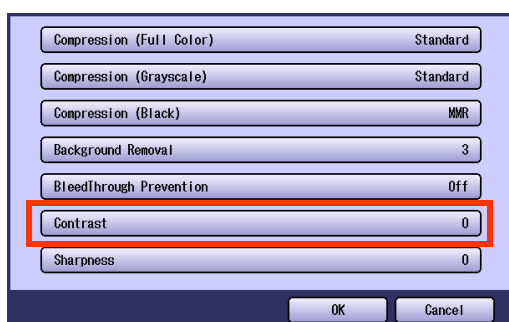 Compression (Full Color) Standard
Compression (Grayscale) Standard
Compression (Black) MMR
Background Removal 3
BleedThrough Prevention Off
Contrast 0
Sharpness 0
OK Cancel